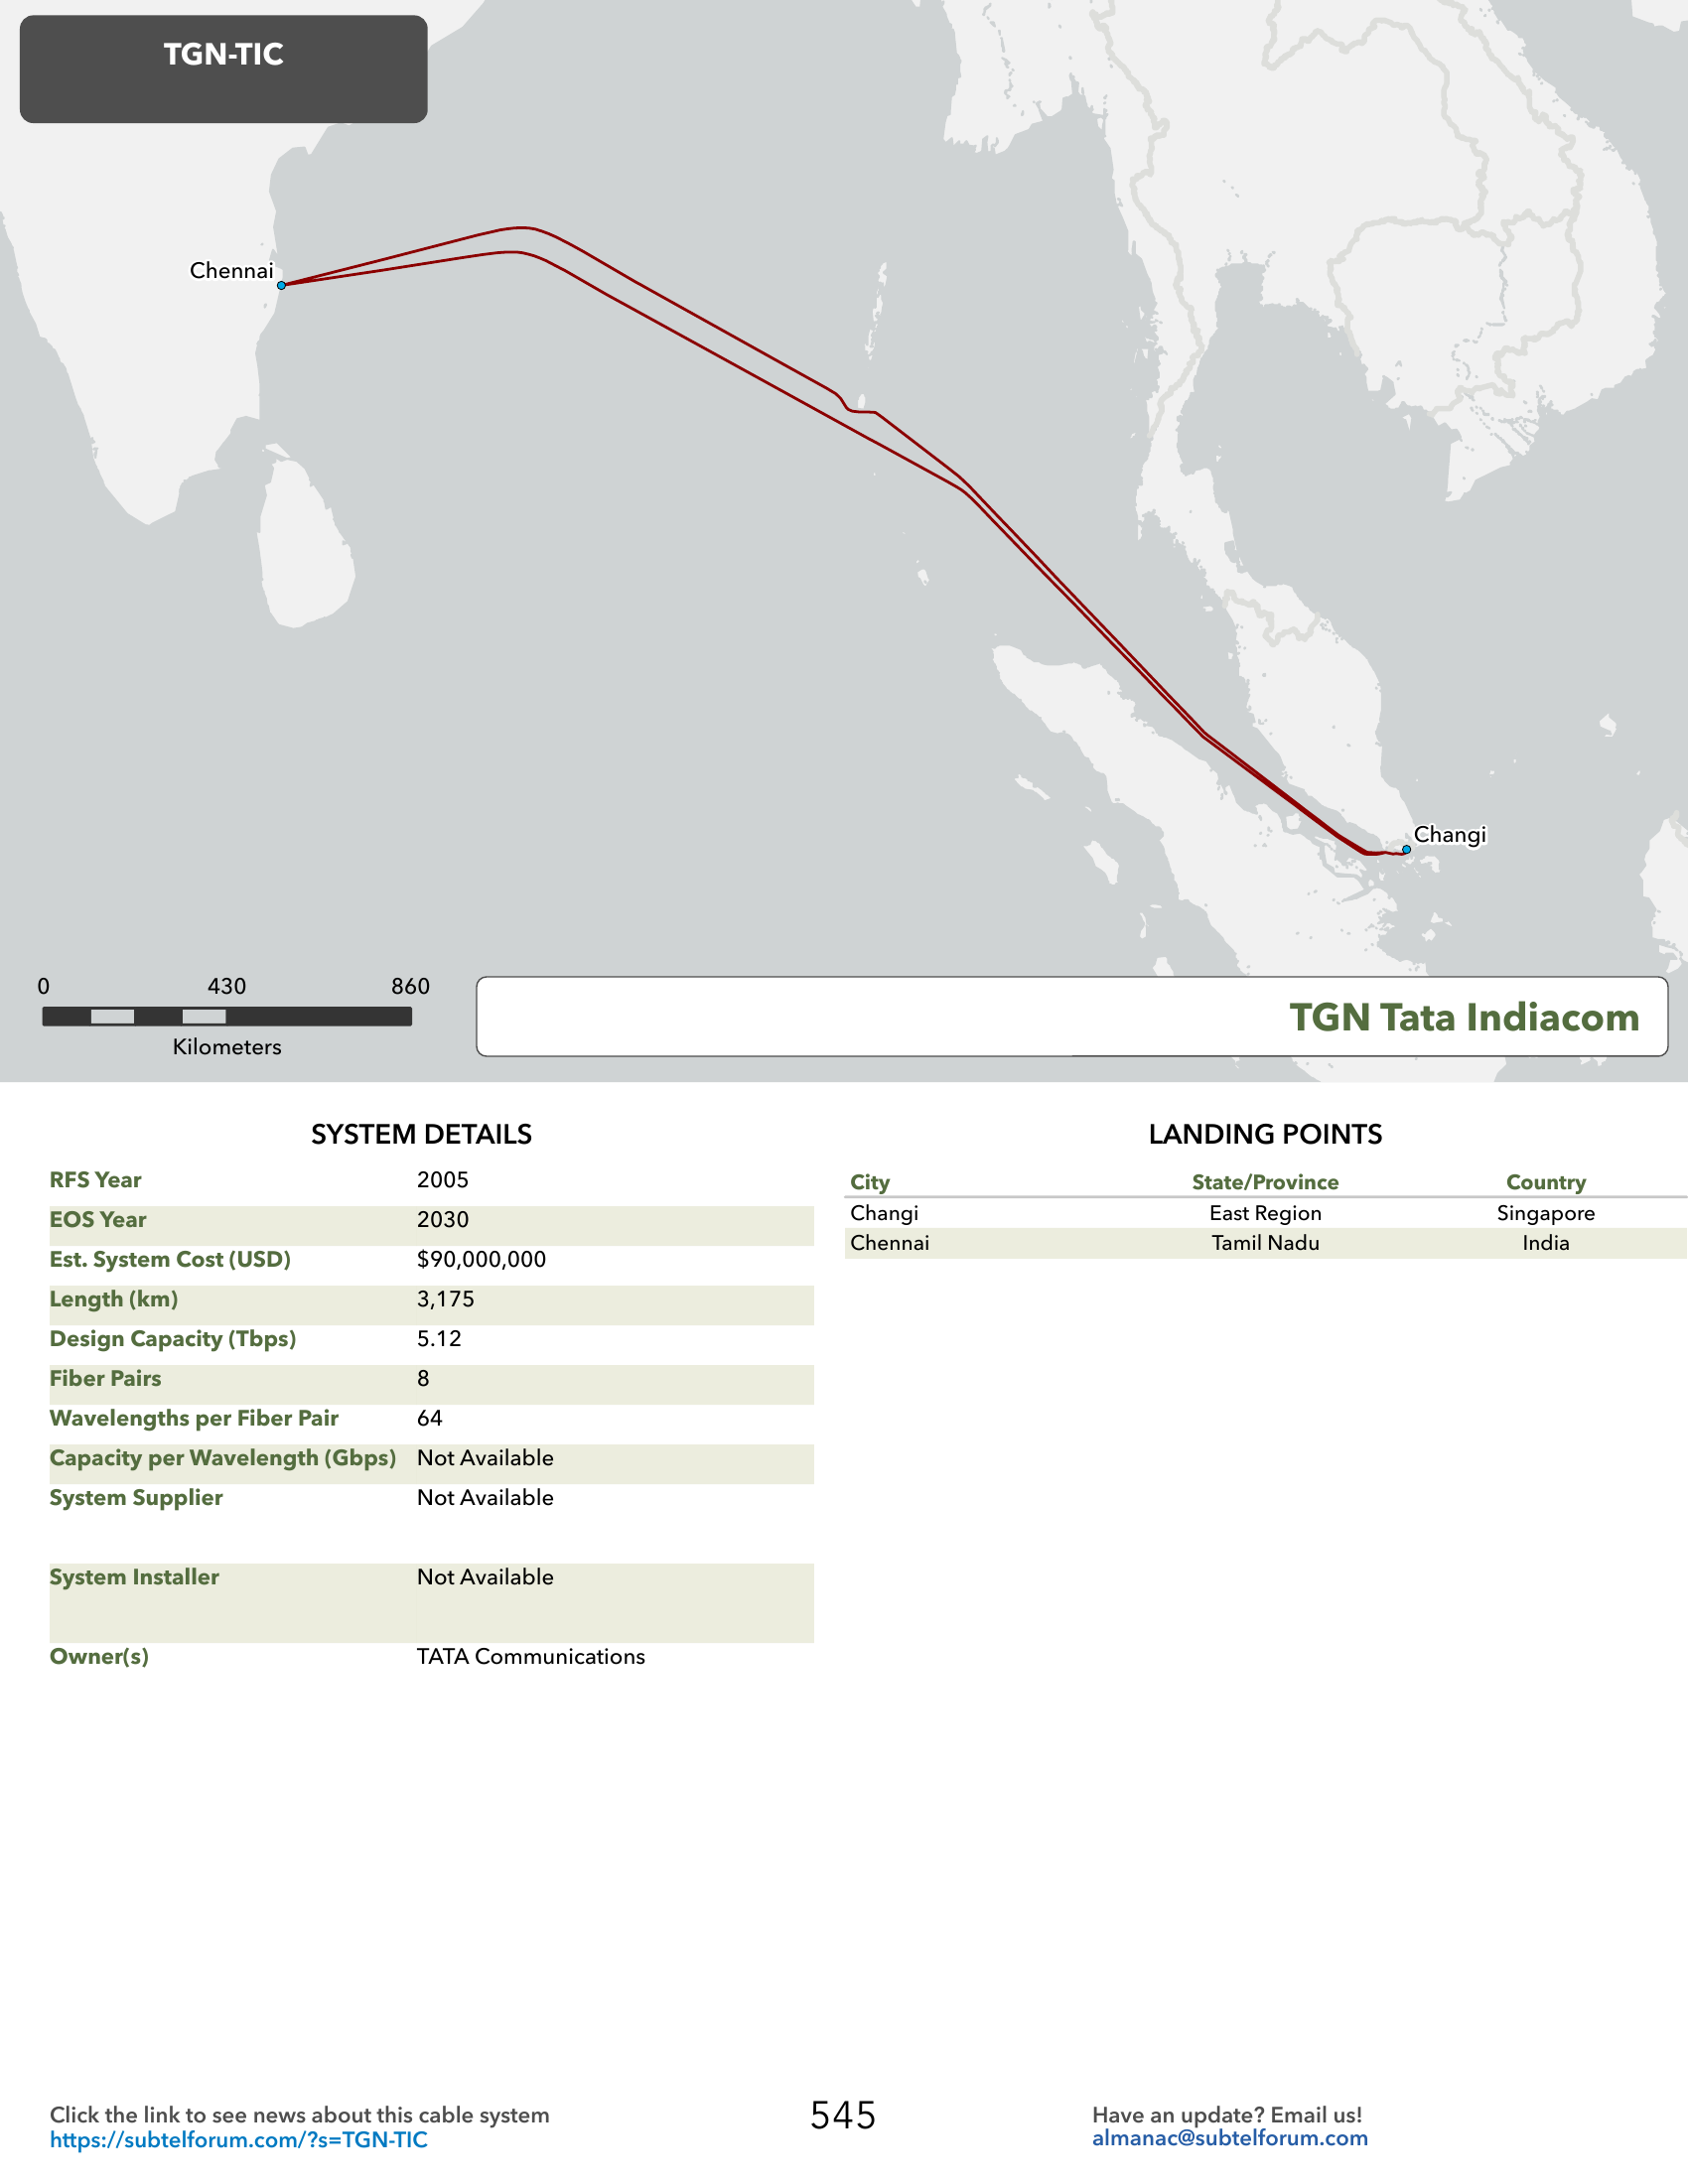 TGN-TIC
Chennai
Changi
0 430 860
Kilometers
TGN Tata Indiacom
SYSTEM DETAILS
RFS Year 2005
EOS Year 2030
Est. System Cost (USD) $90,000,000
Length (km) 3,175
Design Capacity (Tbps) 5.12
Fiber Pairs 8
Wavelengths per Fiber Pair 64
Capacity per Wavelength (Gbps) Not Available
System Supplier Not Available
System Installer Not Available
Owner(s) TATA Communications
LANDING POINTS
City State/Province Country
Changi East Region Singapore
Chennai Tamil Nadu India
Click the link to see news about this cable system
https://subtelforum.com/?s=TGN-TIC
545
Have an update? Email us!
almanac@subtelforum.com